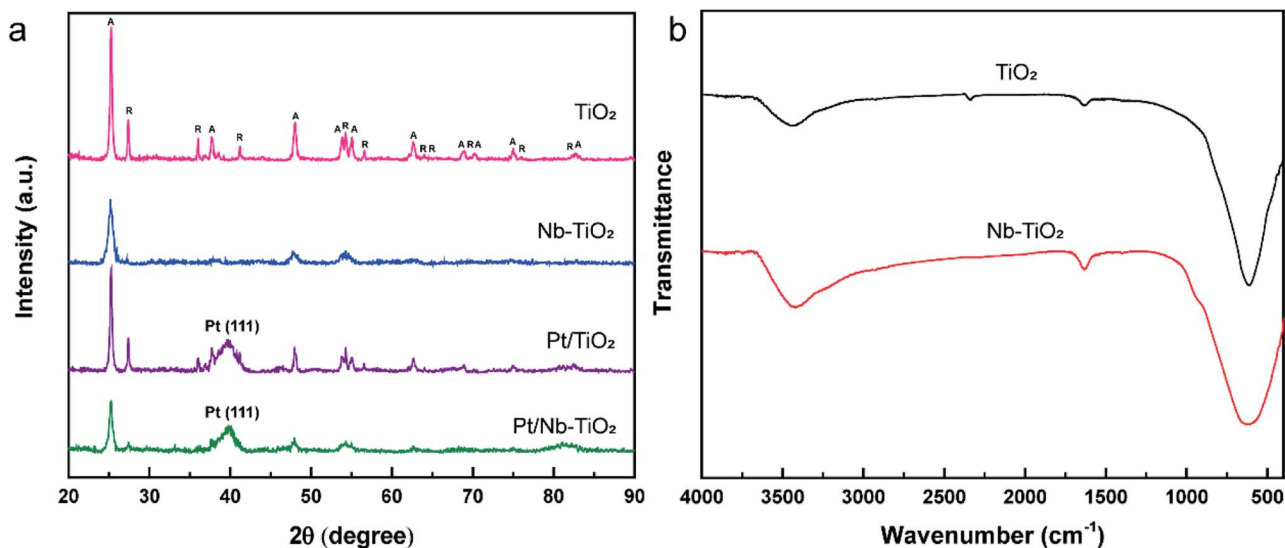 a
A
R
R
A
R
A
A
R
A
R
A
R R
A
R A
A
R
R
A
TiO₂
Nb-TiO₂
Pt (111)
Pt/TiO₂
Pt (111)
Pt/Nb-TiO₂
Intensity (a.u.)
20 30 40 50 60 70 80 90
2θ (degree)
b
TiO₂
Nb-TiO₂
Transmittance
4000 3500 3000 2500 2000 1500 1000 500
Wavenumber (cm⁻¹)